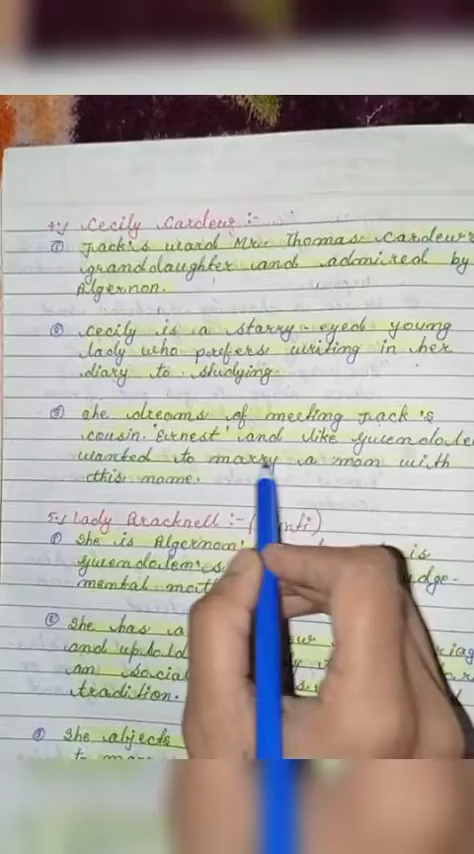 4.) Cecily Cardew :-
① Jack's ward Mr. Thomas Cardew's
granddaughter and admired by
Algernon.
② Cecily is a starry-eyed young
lady who prefers writing in her
diary to studying.
③ she dreams of meeting Jack's
cousin 'Ernest' and like Gwendolen
wanted to marry a man with
this name.
5.) Lady Bracknell :-
① She is Algernon's is
Gwendolen's
mental
② She has a
and uphold
an social
tradition.
③ She objects